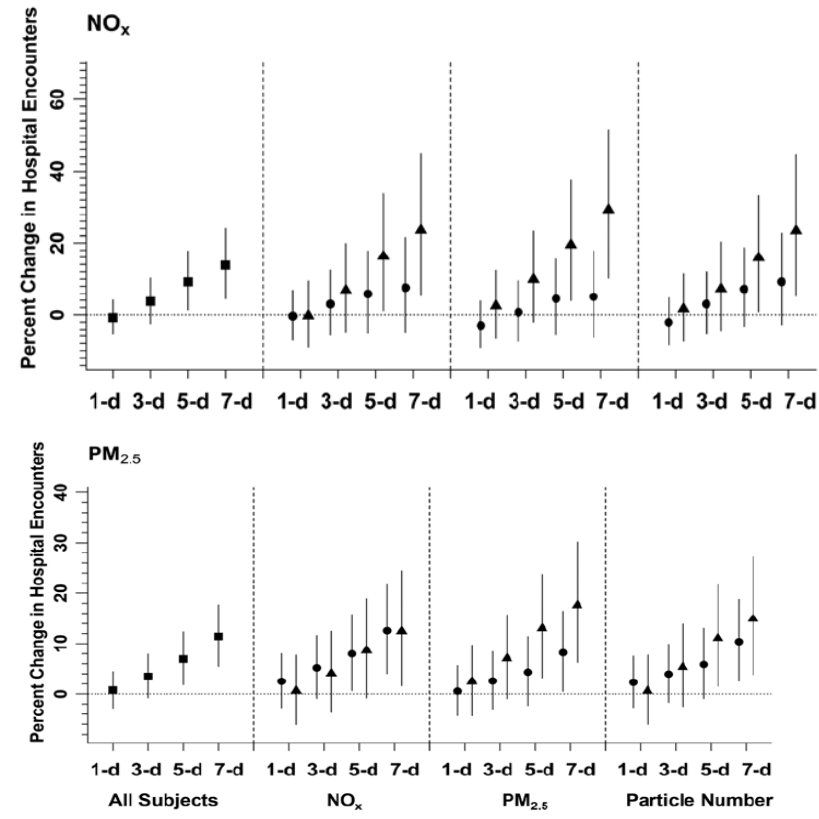 NOx
Percent Change in Hospital Encounters
60
40
20
0
1-d 3-d 5-d 7-d 1-d 3-d 5-d 7-d 1-d 3-d 5-d 7-d 1-d 3-d 5-d 7-d
PM2.5
Percent Change in Hospital Encounters
40
30
20
10
0
1-d 3-d 5-d 7-d 1-d 3-d 5-d 7-d 1-d 3-d 5-d 7-d 1-d 3-d 5-d 7-d
All Subjects NOx PM2.5 Particle Number